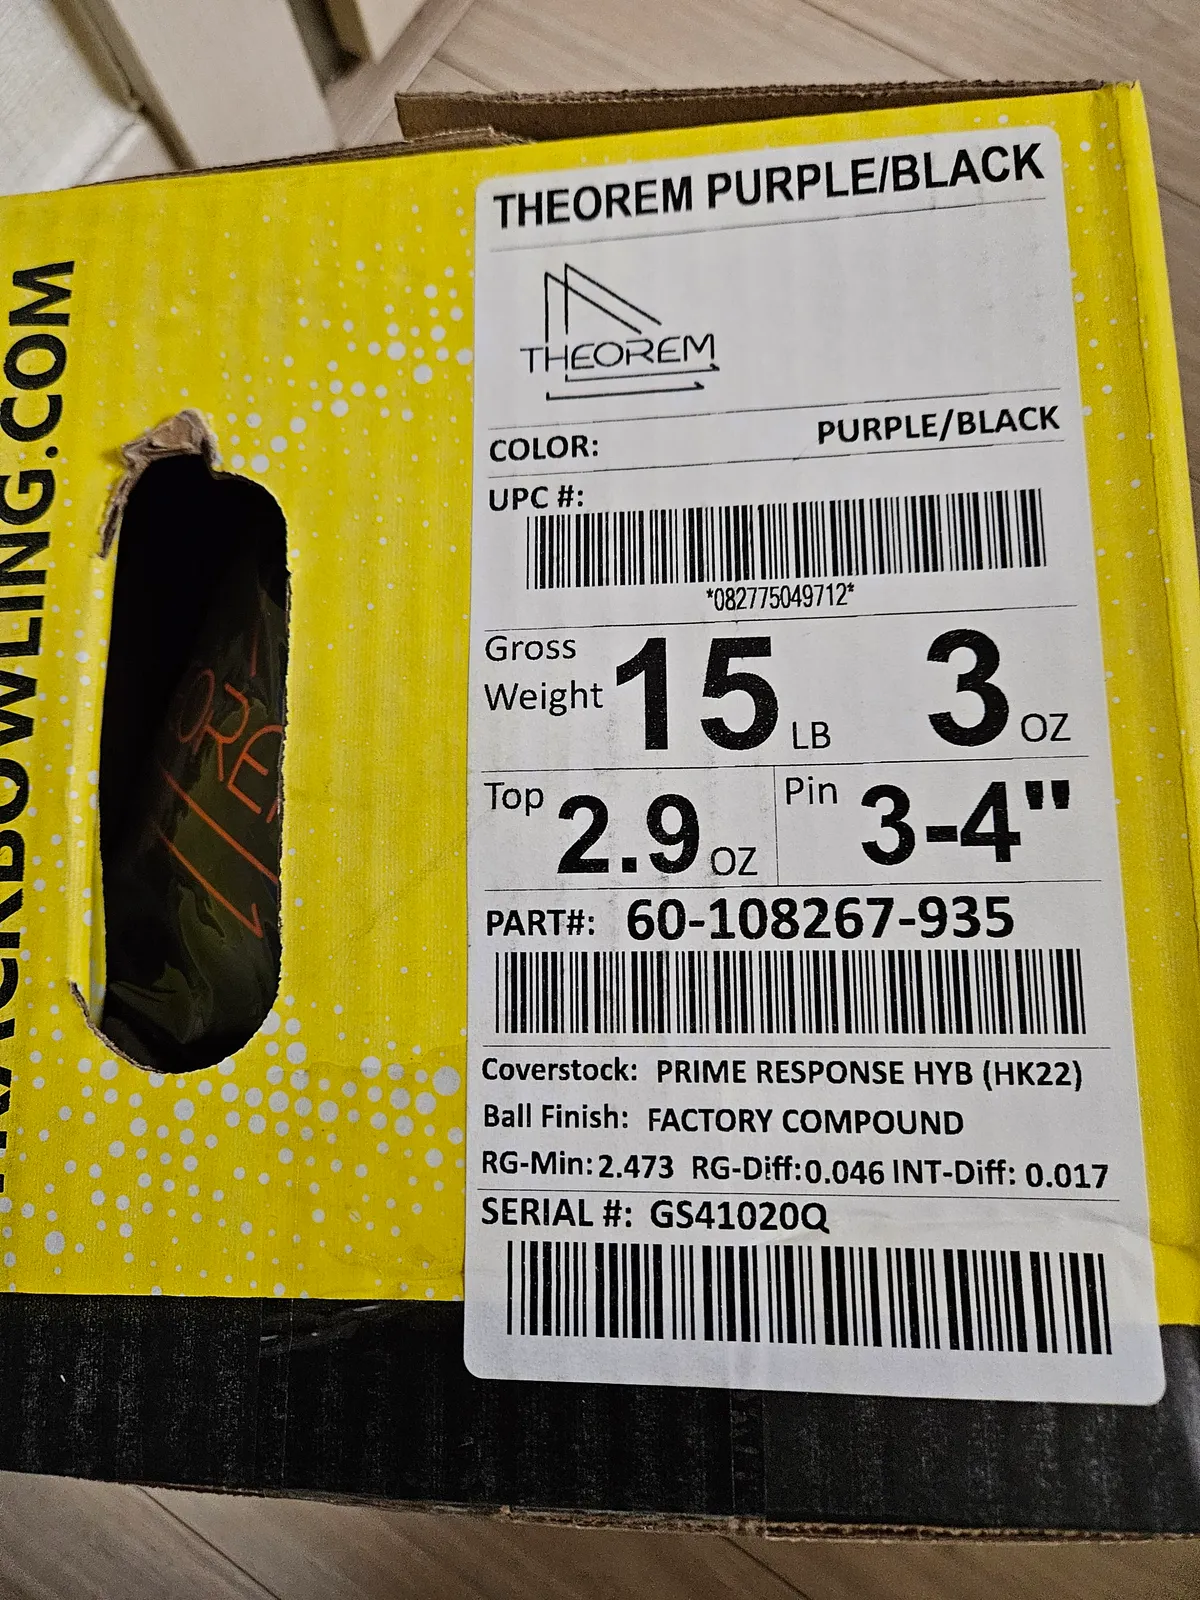 THEOREM PURPLE/BLACK
THEOREM
COLOR: PURPLE/BLACK
UPC #:
*082775049712*
Gross Weight 15 LB 3 OZ
Top 2.9 OZ Pin 3-4"
PART#: 60-108267-935
Coverstock: PRIME RESPONSE HYB (HK22)
Ball Finish: FACTORY COMPOUND
RG-Min: 2.473 RG-Diff: 0.046 INT-Diff: 0.017
SERIAL #: GS41020Q